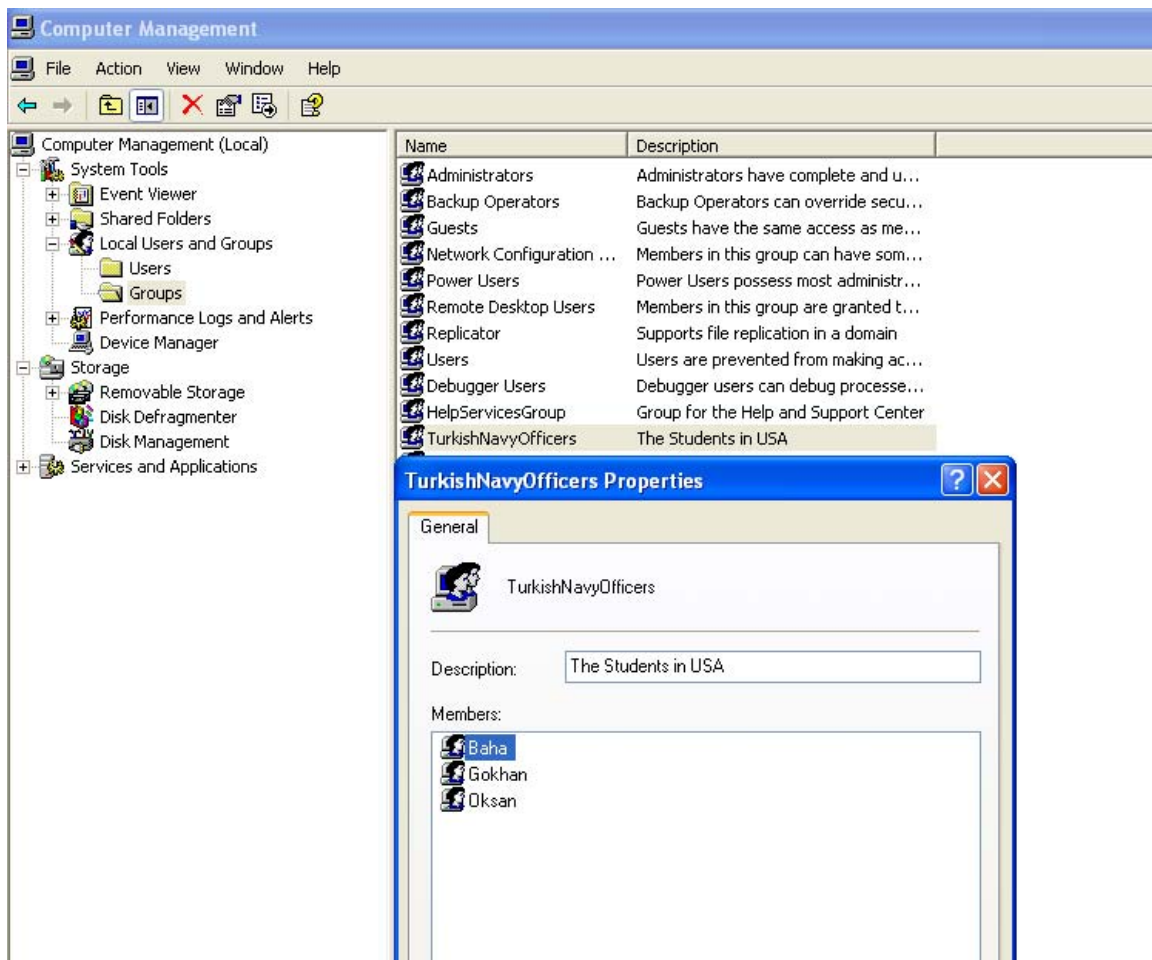 Computer Management
File Action View Window Help
Computer Management (Local)
System Tools
Event Viewer
Shared Folders
Local Users and Groups
Users
Groups
Performance Logs and Alerts
Device Manager
Storage
Removable Storage
Disk Defragmenter
Disk Management
Services and Applications
Name Description
Administrators Administrators have complete and u...
Backup Operators Backup Operators can override secu...
Guests Guests have the same access as me...
Network Configuration ... Members in this group can have som...
Power Users Power Users possess most administr...
Remote Desktop Users Members in this group are granted t...
Replicator Supports file replication in a domain
Users Users are prevented from making ac...
Debugger Users Debugger users can debug processe...
HelpServicesGroup Group for the Help and Support Center
TurkishNavyOfficers The Students in USA
TurkishNavyOfficers Properties
General
TurkishNavyOfficers
Description: The Students in USA
Members:
Baha
Gokhan
Oksan